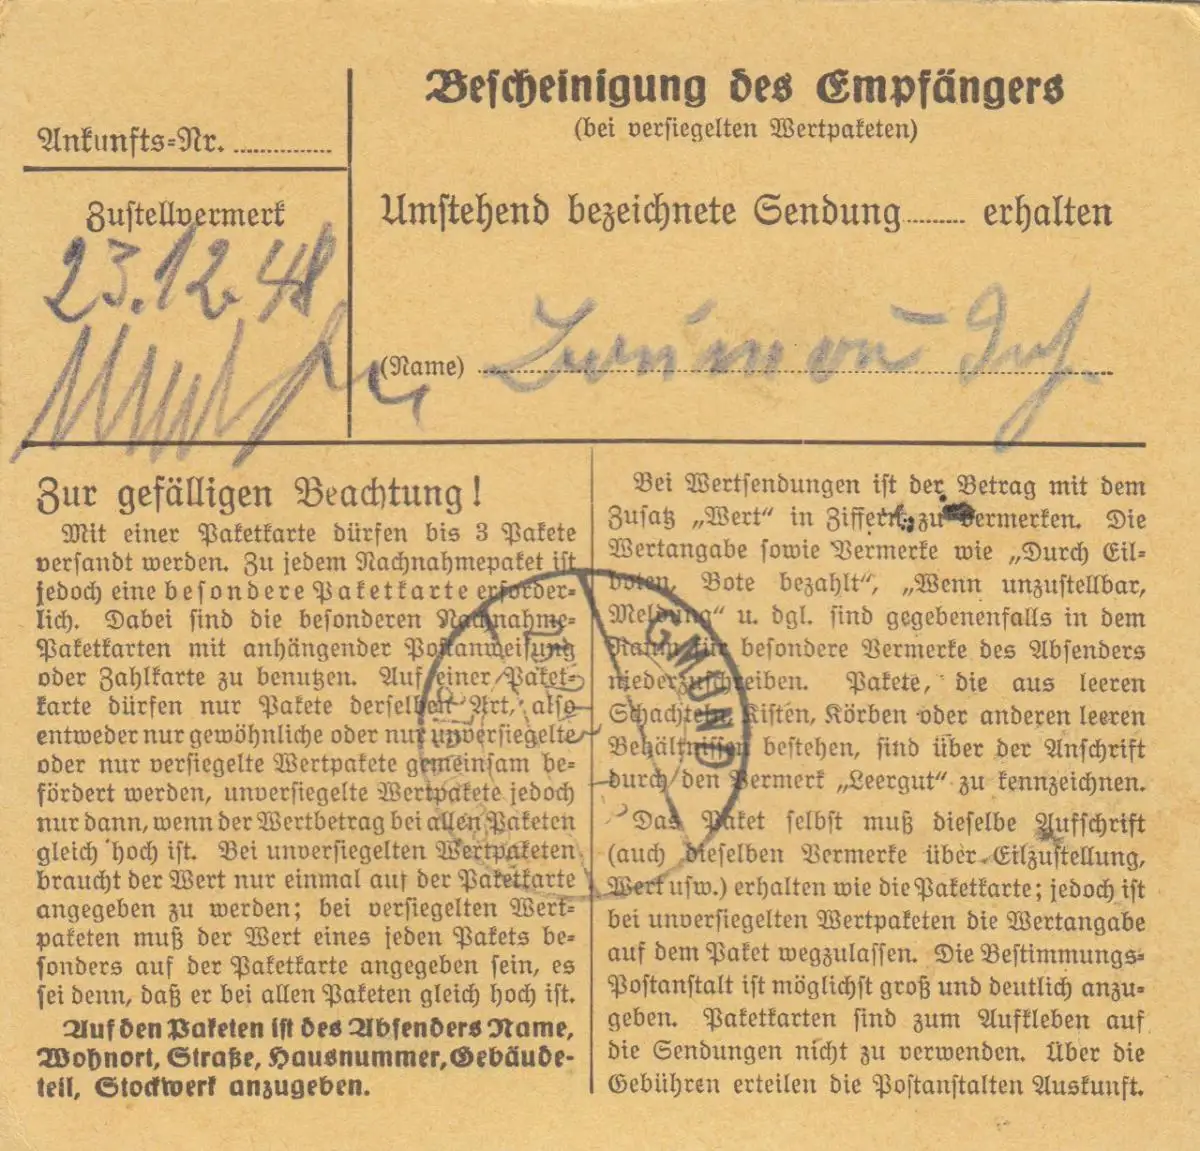 Ankunfts-Nr. ..........
Zustellvermerk
23.12.48
Bescheinigung des Empfängers
(bei versiegelten Wertpaketen)
Umstehend bezeichnete Sendung........ erhalten
(Name)
Zur gefälligen Beachtung!
Mit einer Paketkarte dürfen bis 3 Pakete
versandt werden. Zu jedem Nachnahmepaket ist
jedoch eine besondere Paketkarte erforder-
lich. Dabei sind die besonderen Nachnahme-
Paketkarten mit anhängender Postanweisung
oder Zahlkarte zu benutzen. Auf einer Paket-
karte dürfen nur Pakete derselben Art, also
entweder nur gewöhnliche oder nur unversiegelte
oder nur versiegelte Wertpakete gemeinsam be-
fördert werden, unversiegelte Wertpakete jedoch
nur dann, wenn der Wertbetrag bei allen Paketen
gleich hoch ist. Bei unversiegelten Wertpaketen
braucht der Wert nur einmal auf der Paketkarte
angegeben zu werden; bei versiegelten Wert-
paketen muß der Wert eines jeden Pakets be-
sonders auf der Paketkarte angegeben sein, es
sei denn, daß er bei allen Paketen gleich hoch ist.
Auf den Paketen ist des Absenders Name,
Wohnort, Straße, Hausnummer, Gebäude-
teil, Stockwerk anzugeben.
Bei Wertsendungen ist der Betrag mit dem
Zusatz „Wert“ in Ziffern zu vermerken. Die
Wertangabe sowie Vermerke wie „Durch Eil-
boten, Bote bezahlt“, „Wenn unzustellbar,
Meldung“ u. dgl. sind gegebenenfalls in dem
Raum für besondere Vermerke des Absenders
niederzuschreiben. Pakete, die aus leeren
Schachteln, Kisten, Körben oder anderen leeren
Behältnissen bestehen, sind über der Anschrift
durch den Vermerk „Leergut“ zu kennzeichnen.
Das Paket selbst muß dieselbe Aufschrift
(auch dieselben Vermerke über Eilzustellung,
Wert usw.) erhalten wie die Paketkarte; jedoch ist
bei unversiegelten Wertpaketen die Wertangabe
auf dem Paket wegzulassen. Die Bestimmungs-
Postanstalt ist möglichst groß und deutlich anzu-
geben. Paketkarten sind zum Aufkleben auf
die Sendungen nicht zu verwenden. Über die
Gebühren erteilen die Postanstalten Auskunft.
GMUND